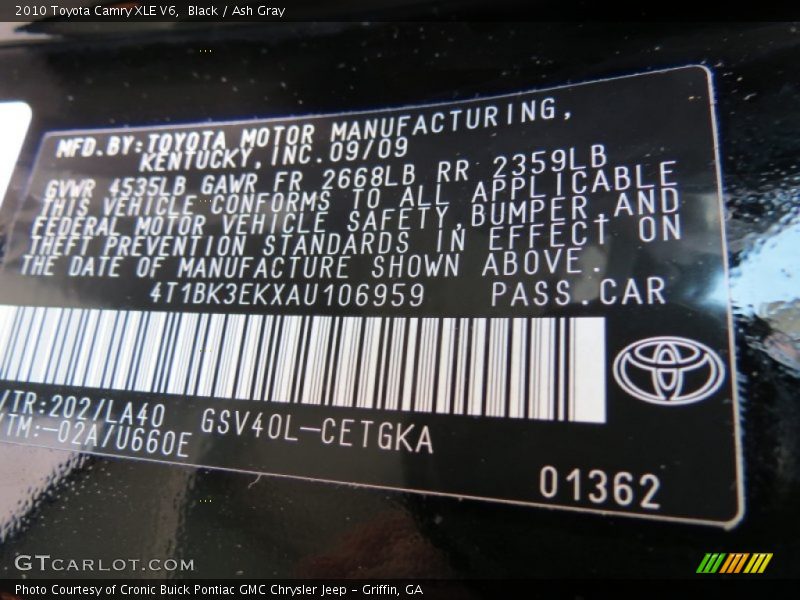 2010 Toyota Camry XLE V6, Black / Ash Gray
MFD.BY:TOYOTA MOTOR MANUFACTURING,
KENTUCKY,INC.09/09
GVWR 4535LB GAWR FR 2668LB RR 2359LB
THIS VEHICLE CONFORMS TO ALL APPLICABLE
FEDERAL MOTOR VEHICLE SAFETY,BUMPER,AND
THEFT PREVENTION STANDARDS IN EFFECT ON
THE DATE OF MANUFACTURE SHOWN ABOVE.
4T1BK3EKXAU106959 PASS.CAR
/TR:202/LA40 GSV40L-CETGKA
/TM:-02A/U660E
01362
GTCARLOT.COM
Photo Courtesy of Cronic Buick Pontiac GMC Chrysler Jeep - Griffin, GA